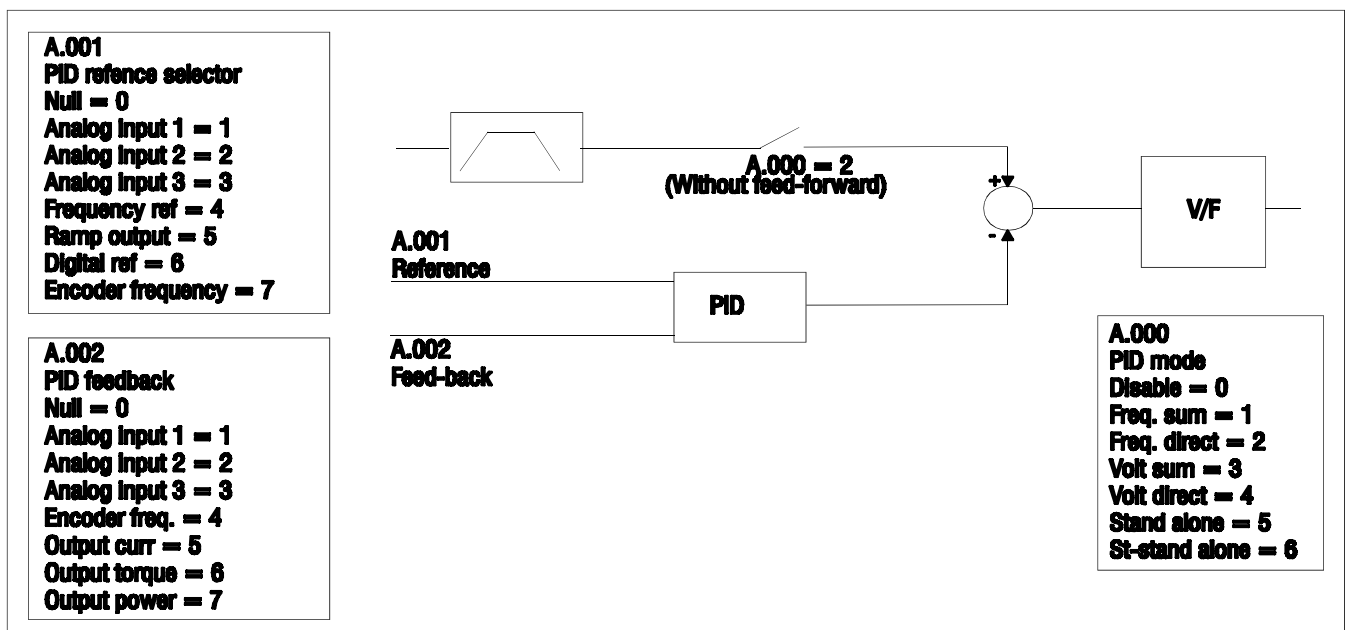 A.001
PID refence selector
Null = 0
Analog input 1 = 1
Analog input 2 = 2
Analog input 3 = 3
Frequency ref = 4
Ramp output = 5
Digital ref = 6
Encoder frequency = 7
A.002
PID feedback
Null = 0
Analog input 1 = 1
Analog input 2 = 2
Analog input 3 = 3
Encoder freq. = 4
Output curr = 5
Output torque = 6
Output power = 7
A.000 = 2
(Without feed-forward)
+
-
V/F
A.001
Reference
PID
A.002
Feed-back
A.000
PID mode
Disable = 0
Freq. sum = 1
Freq. direct = 2
Volt sum = 3
Volt direct = 4
Stand alone = 5
St-stand alone = 6